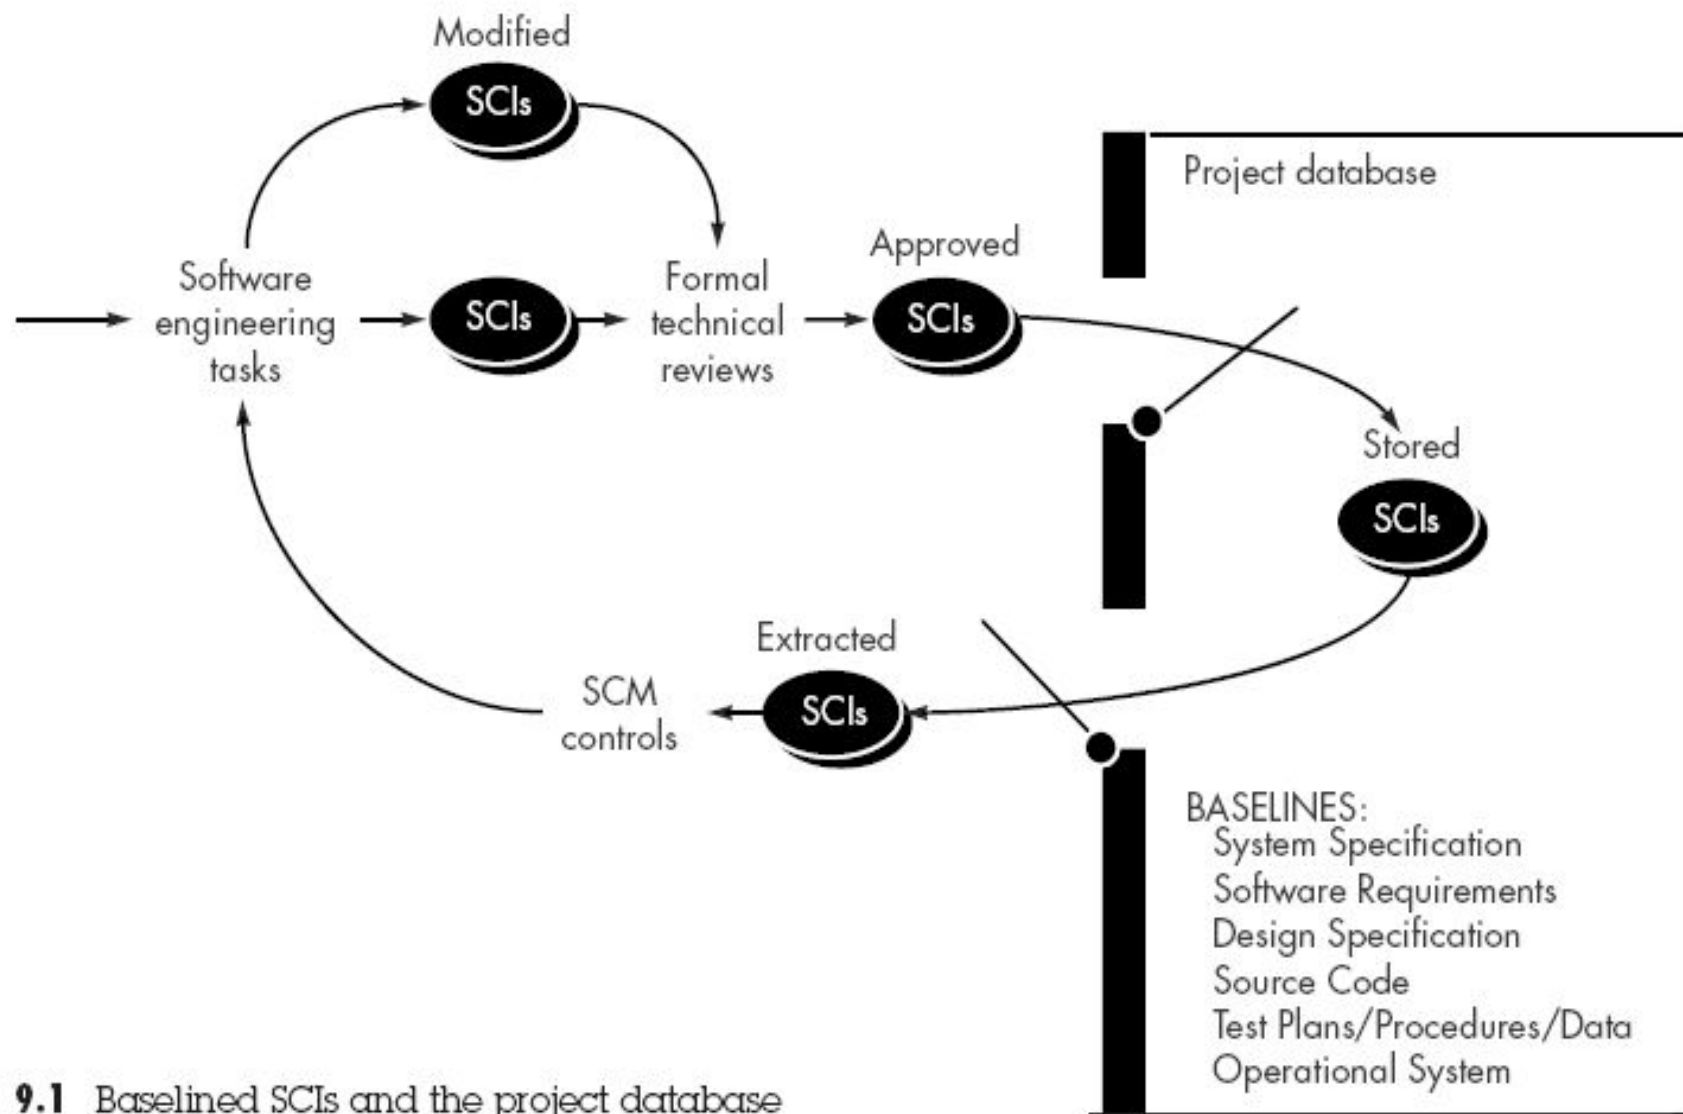 Modified
SCIs
Project database
Approved
Software
engineering
tasks
SCIs
Formal
technical
reviews
SCIs
Stored
SCIs
Extracted
SCIs
SCM
controls
BASELINES:
System Specification
Software Requirements
Design Specification
Source Code
Test Plans/Procedures/Data
Operational System
9.1 Baselined SCIs and the project database